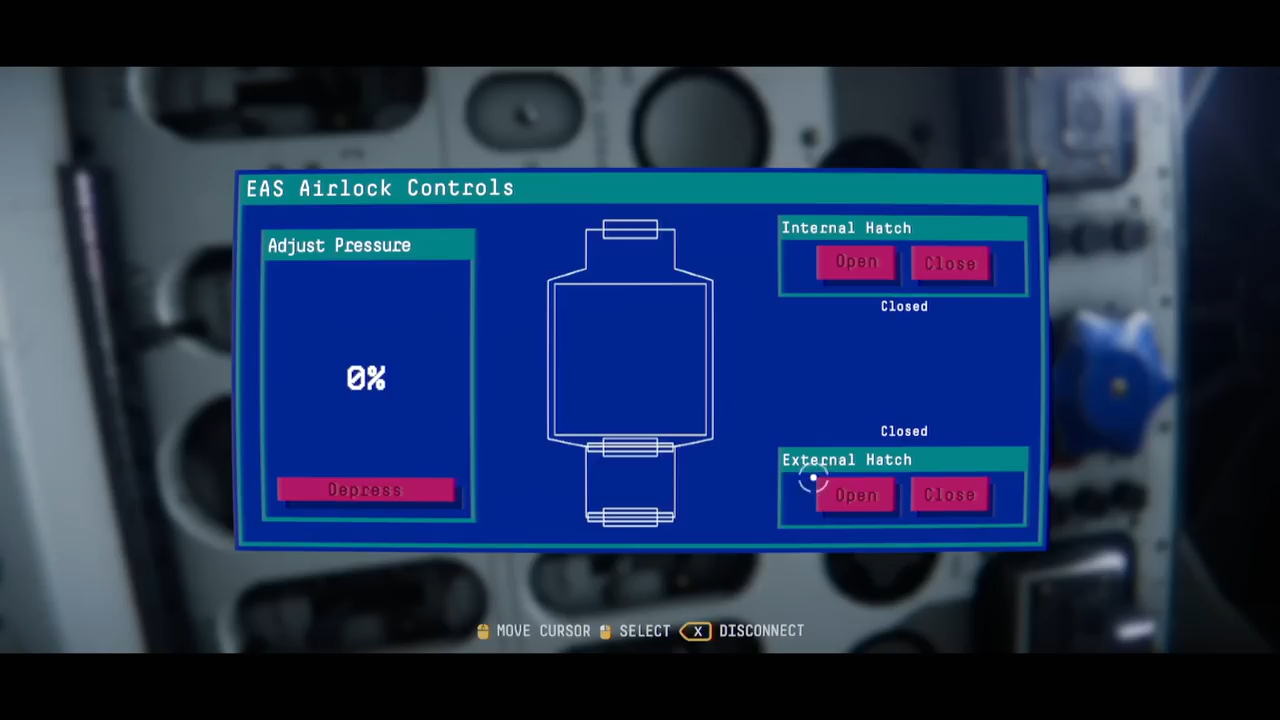 EAS Airlock Controls
Adjust Pressure
0%
Depress
Internal Hatch
Open Close
Closed
Closed
External Hatch
Open Close
MOVE CURSOR SELECT X DISCONNECT